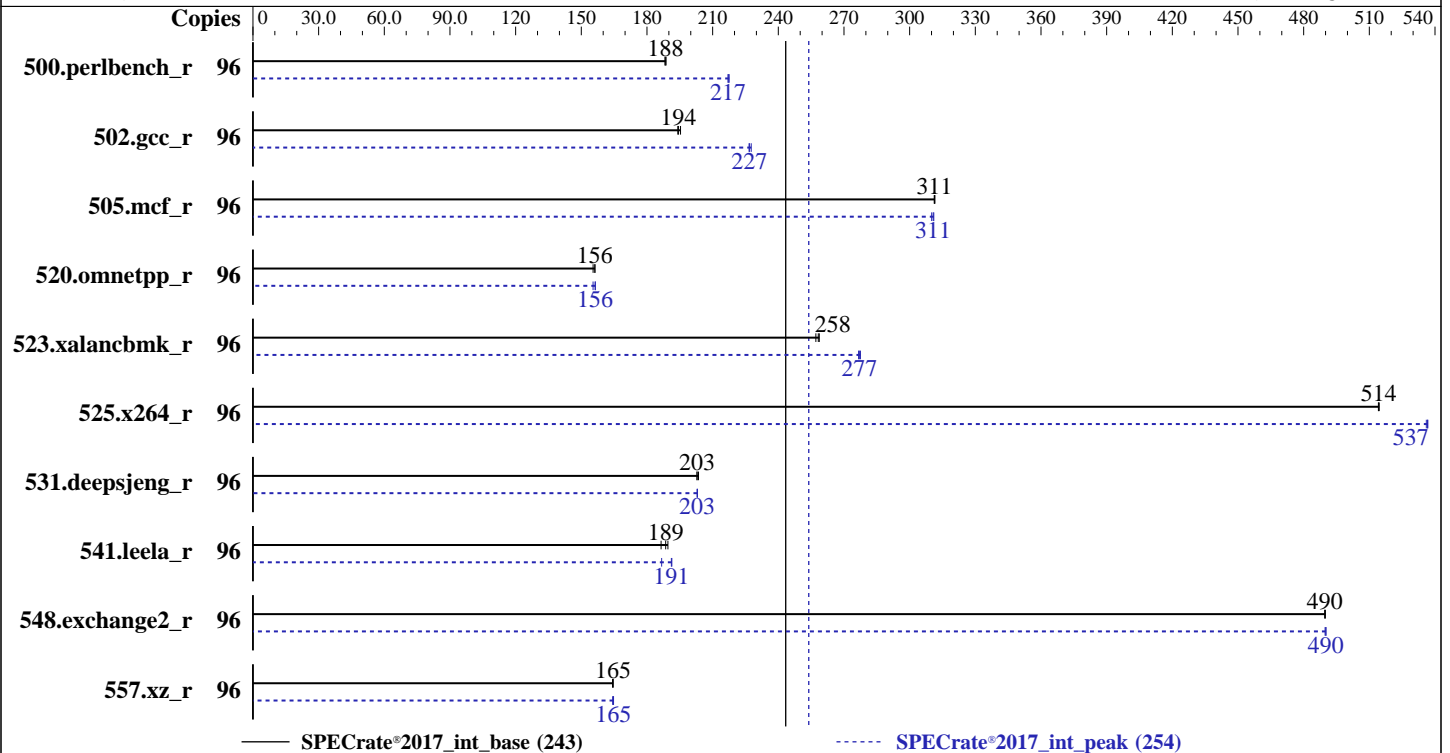 Copies 0 30.0 60.0 90.0 120 150 180 210 240 270 300 330 360 390 420 450 480 510 540
188
500.perlbench_r 96
217
194
502.gcc_r 96
227
311
505.mcf_r 96
311
156
520.omnetpp_r 96
156
258
523.xalancbmk_r 96
277
514
525.x264_r 96
537
203
531.deepsjeng_r 96
203
189
541.leela_r 96
191
490
548.exchange2_r 96
490
165
557.xz_r 96
165
SPECrate®2017_int_base (243) SPECrate®2017_int_peak (254)